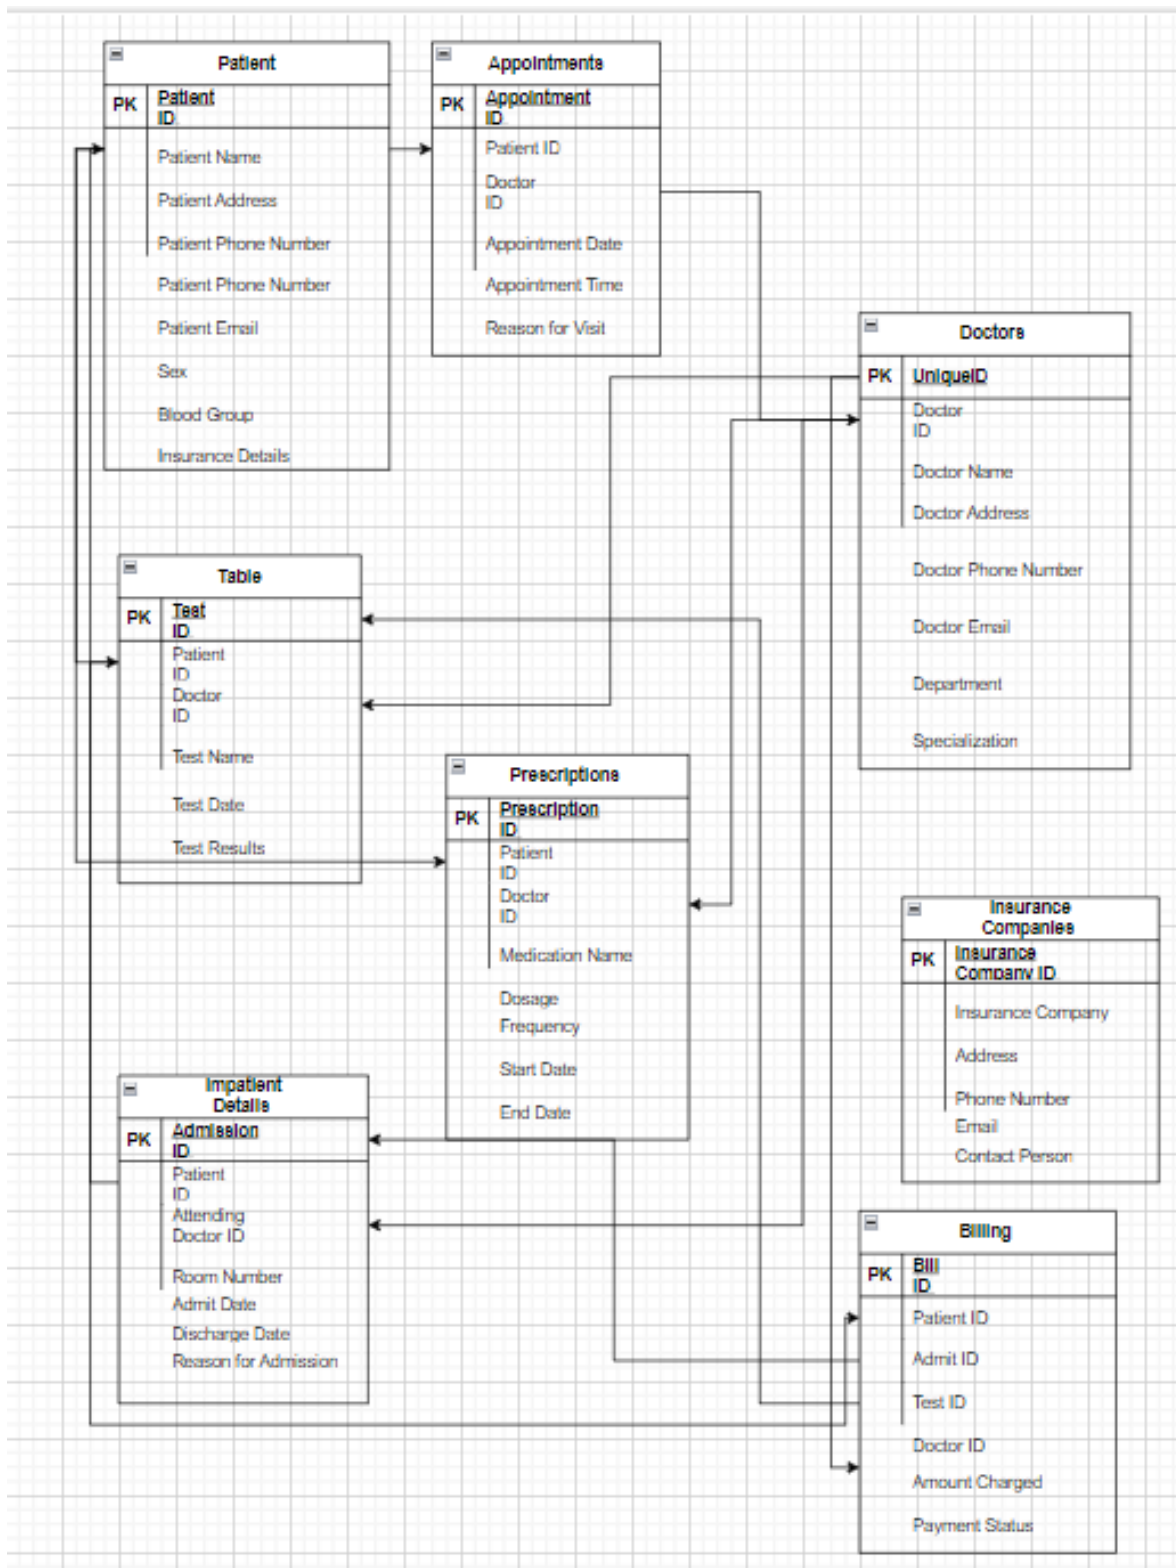 Patient
PK
Patient
ID
Patient Name
Patient Address
Patient Phone Number
Patient Phone Number
Patient Email
Sex
Blood Group
Insurance Details
Appointments
PK
Appointment
ID
Patient ID
Doctor
ID
Appointment Date
Appointment Time
Reason for Visit
Doctors
PK
UniqueID
Doctor
ID
Doctor Name
Doctor Address
Doctor Phone Number
Doctor Email
Department
Specialization
Table
PK
Test
ID
Patient
ID
Doctor
ID
Test Name
Test Date
Test Results
Prescriptions
PK
Prescription
ID
Patient
ID
Doctor
ID
Medication Name
Dosage
Frequency
Start Date
End Date
Insurance
Companies
PK
Insurance
Company ID
Insurance Company
Address
Phone Number
Email
Contact Person
Impatient
Details
PK
Admission
ID
Patient
ID
Attending
Doctor ID
Room Number
Admit Date
Discharge Date
Reason for Admission
Billing
PK
Bill
ID
Patient ID
Admit ID
Test ID
Doctor ID
Amount Charged
Payment Status